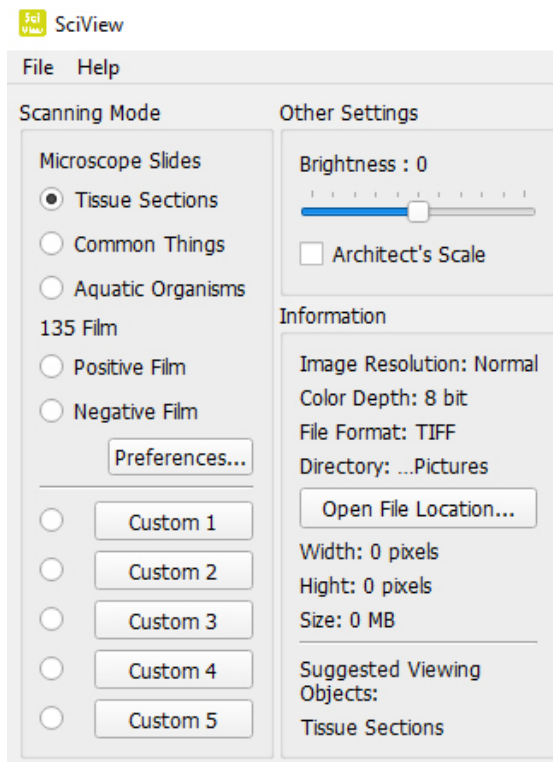 Sci
View
SciView
File Help
Scanning Mode
Microscope Slides
Tissue Sections
Common Things
Aquatic Organisms
135 Film
Positive Film
Negative Film
Preferences...
Custom 1
Custom 2
Custom 3
Custom 4
Custom 5
Other Settings
Brightness : 0
Architect's Scale
Information
Image Resolution: Normal
Color Depth: 8 bit
File Format: TIFF
Directory: ...Pictures
Open File Location...
Width: 0 pixels
Hight: 0 pixels
Size: 0 MB
Suggested Viewing
Objects:
Tissue Sections